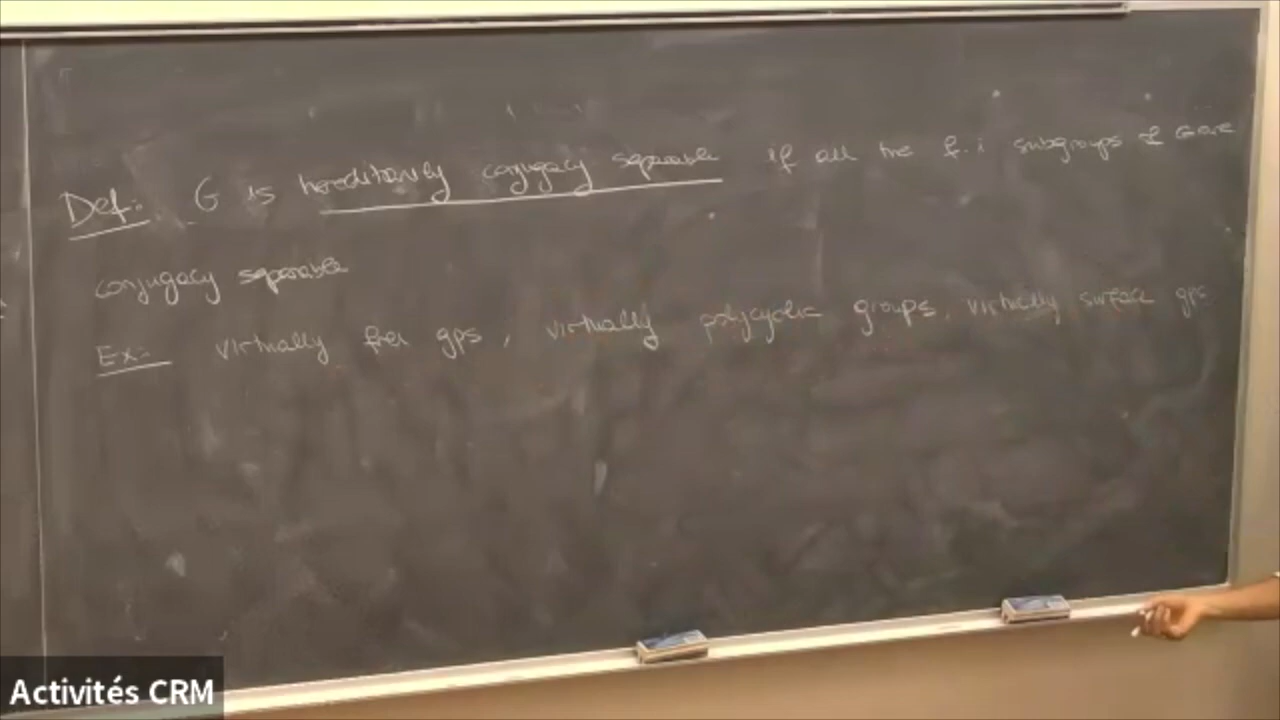 Def:- G is hereditarily conjugacy separable if all the f.i subgroups of G are
conjugacy separable
Ex:- virtually free gps, virtually polycyclic groups, virtually surface gps
Activités CRM